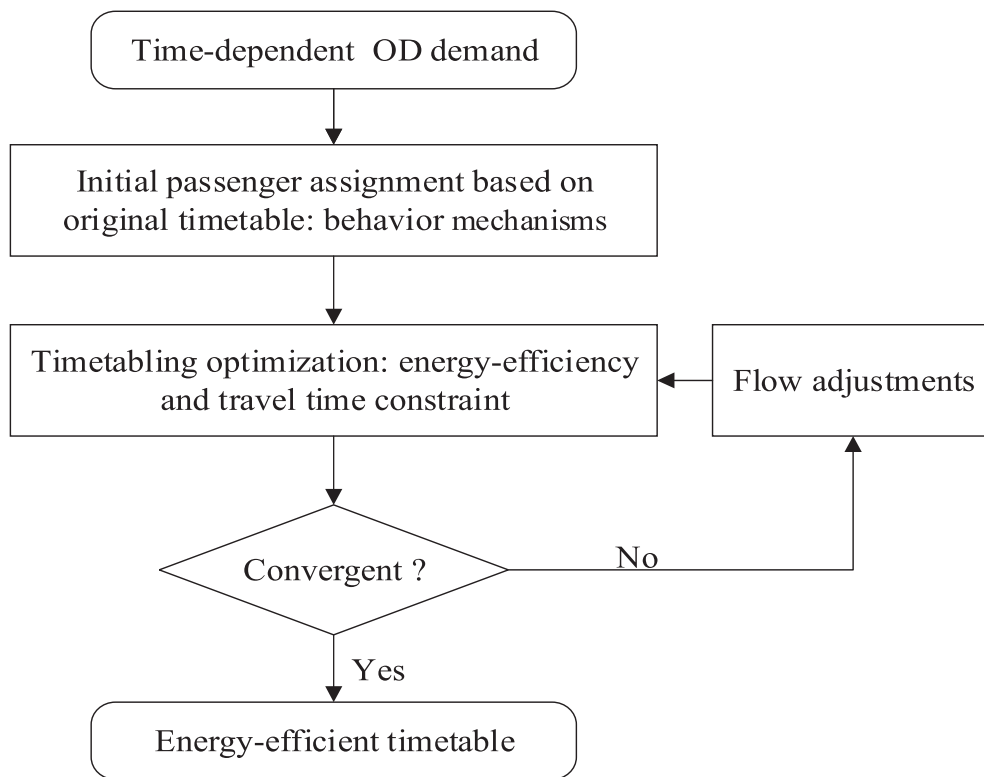 Time-dependent OD demand
Initial passenger assignment based on
original timetable: behavior mechanisms
Timetabling optimization: energy-efficiency
and travel time constraint
Flow adjustments
Convergent ?
No
Yes
Energy-efficient timetable